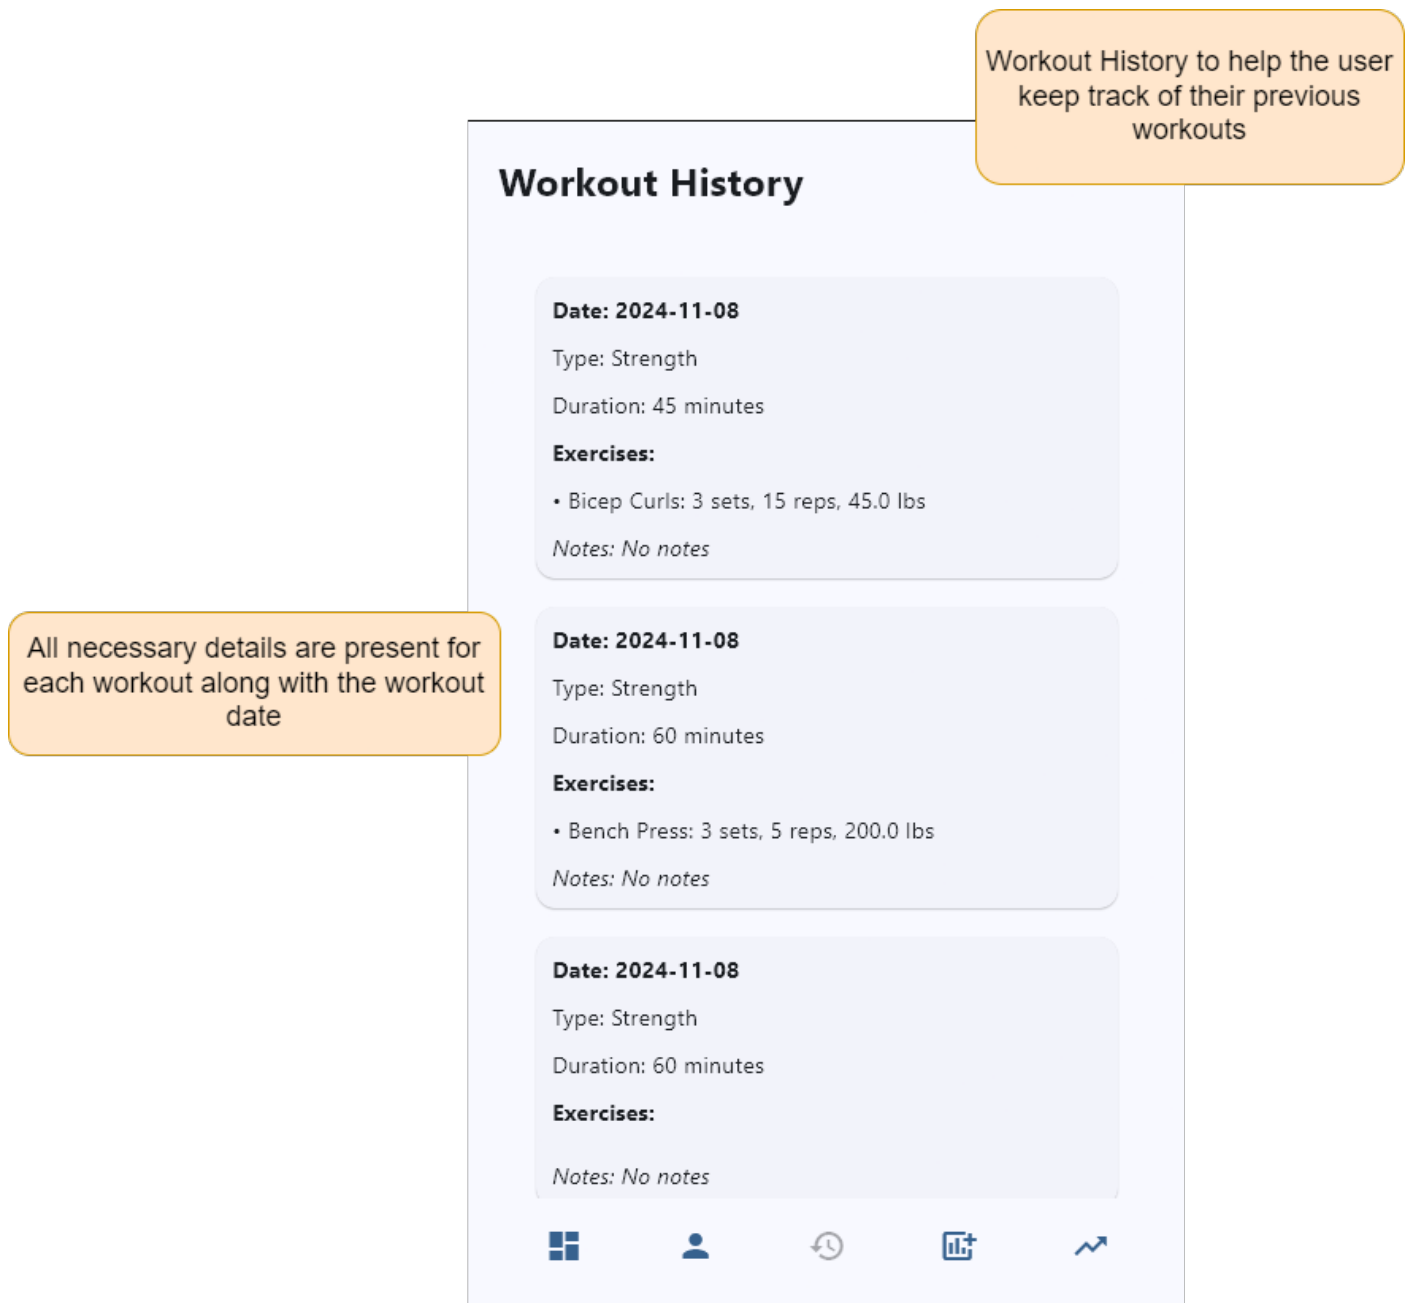 Workout History to help the user
keep track of their previous
workouts
Workout History
Date: 2024-11-08
Type: Strength
Duration: 45 minutes
Exercises:
• Bicep Curls: 3 sets, 15 reps, 45.0 lbs
Notes: No notes
All necessary details are present for
each workout along with the workout
date
Date: 2024-11-08
Type: Strength
Duration: 60 minutes
Exercises:
• Bench Press: 3 sets, 5 reps, 200.0 lbs
Notes: No notes
Date: 2024-11-08
Type: Strength
Duration: 60 minutes
Exercises:
Notes: No notes